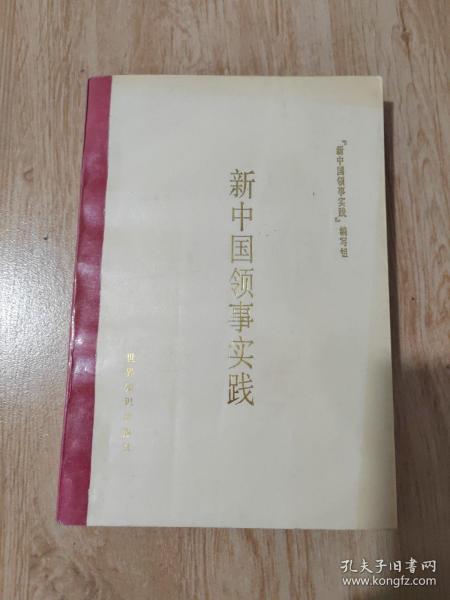 『新中国领事实践』编写组
新中国领事实践
世界知识出版社
孔夫子旧书网
www.kongfz.com